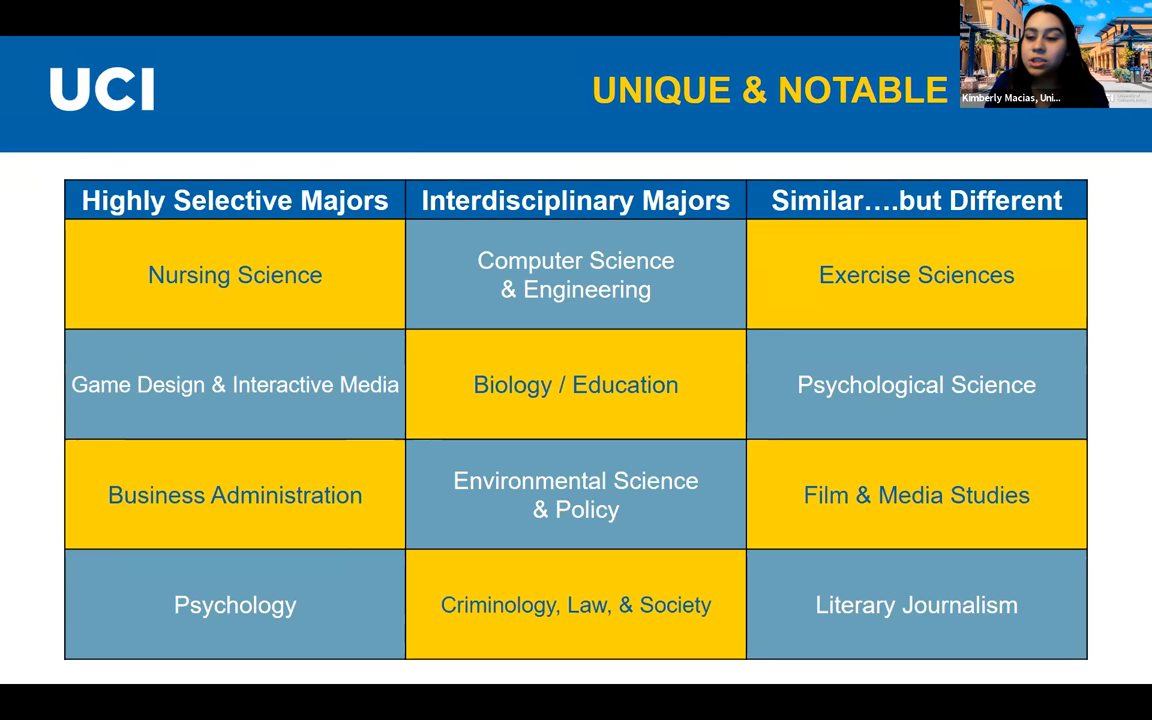 UCI
UNIQUE & NOTABLE
Kimberly Macias, Uni...
Highly Selective Majors
Interdisciplinary Majors
Similar….but Different
Nursing Science
Computer Science
& Engineering
Exercise Sciences
Game Design & Interactive Media
Biology / Education
Psychological Science
Business Administration
Environmental Science
& Policy
Film & Media Studies
Psychology
Criminology, Law, & Society
Literary Journalism